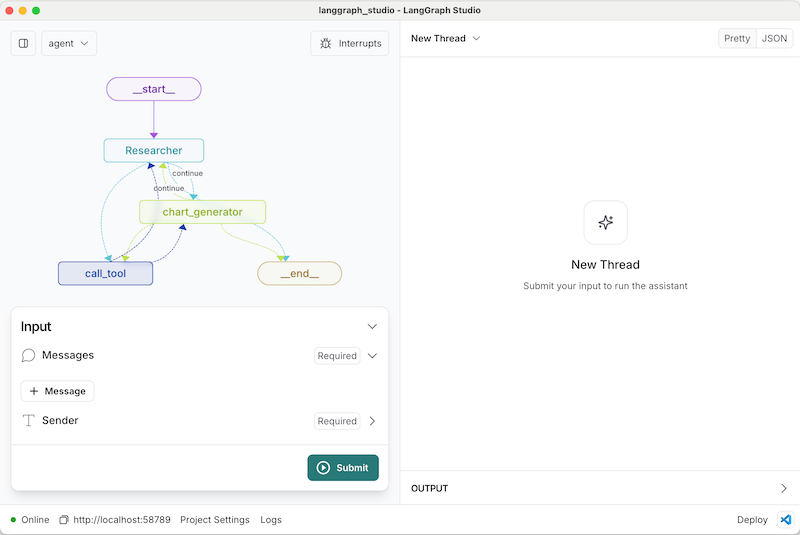 langgraph_studio - LangGraph Studio
agent
Interrupts
__start__
Researcher
continue
continue
chart_generator
call_tool
__end__
Input
Messages
Required
+ Message
Sender
Required
Submit
New Thread
Pretty
JSON
New Thread
Submit your input to run the assistant
OUTPUT
Online
http://localhost:58789
Project Settings
Logs
Deploy